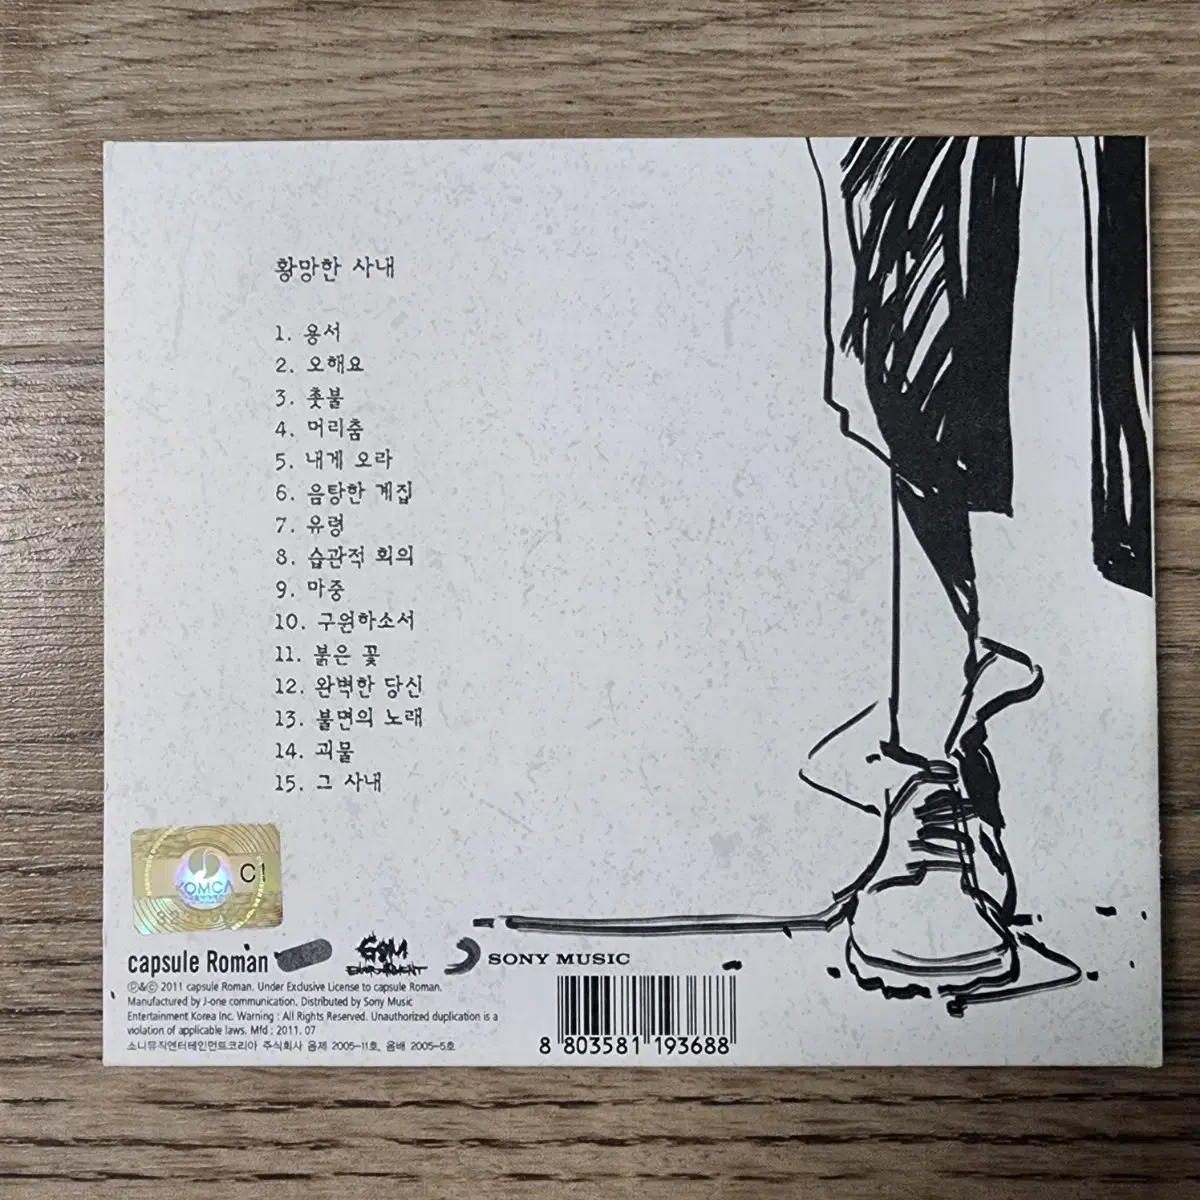 황망한 사내
1. 용서
2. 오해요
3. 촛불
4. 머리춤
5. 내게 오라
6. 음탕한 계집
7. 유령
8. 습관적 회의
9. 마중
10. 구원하소서
11. 붉은 꽃
12. 완벽한 당신
13. 불면의 노래
14. 괴물
15. 그 사내
KOMCA C1
capsule Roman
SONY MUSIC
℗&© 2011 capsule Roman. Under Exclusive License to capsule Roman.
Manufactured by J-one communication. Distributed by Sony Music
Entertainment Korea Inc. Warning : All Rights Reserved. Unauthorized duplication is a
violation of applicable laws. Mfd : 2011. 07
소니뮤직엔터테인먼트코리아 주식회사 음제 2005-11호, 음배 2005-5호
8 803581 193688